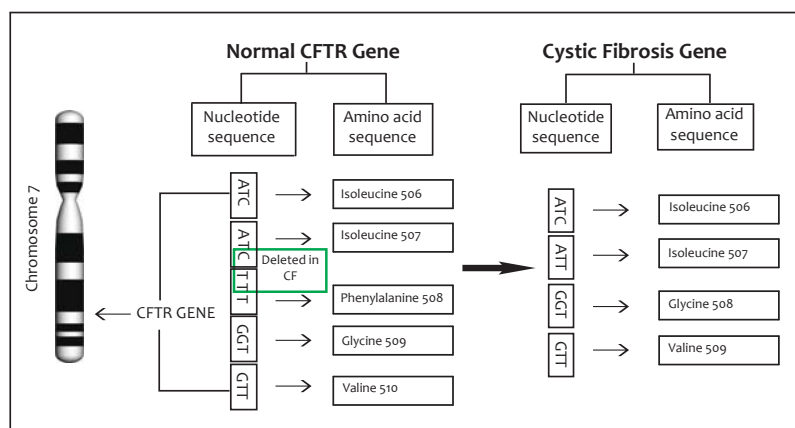 Normal CFTR Gene
Cystic Fibrosis Gene
Nucleotide
sequence
Amino acid
sequence
Nucleotide
sequence
Amino acid
sequence
Chromosome 7
CFTR GENE
ATC
Isoleucine 506
ATC
Isoleucine 507
Deleted in
CF
TTT
Phenylalanine 508
GGT
Glycine 509
GTT
Valine 510
ATC
Isoleucine 506
ATT
Isoleucine 507
GGT
Glycine 508
GTT
Valine 509